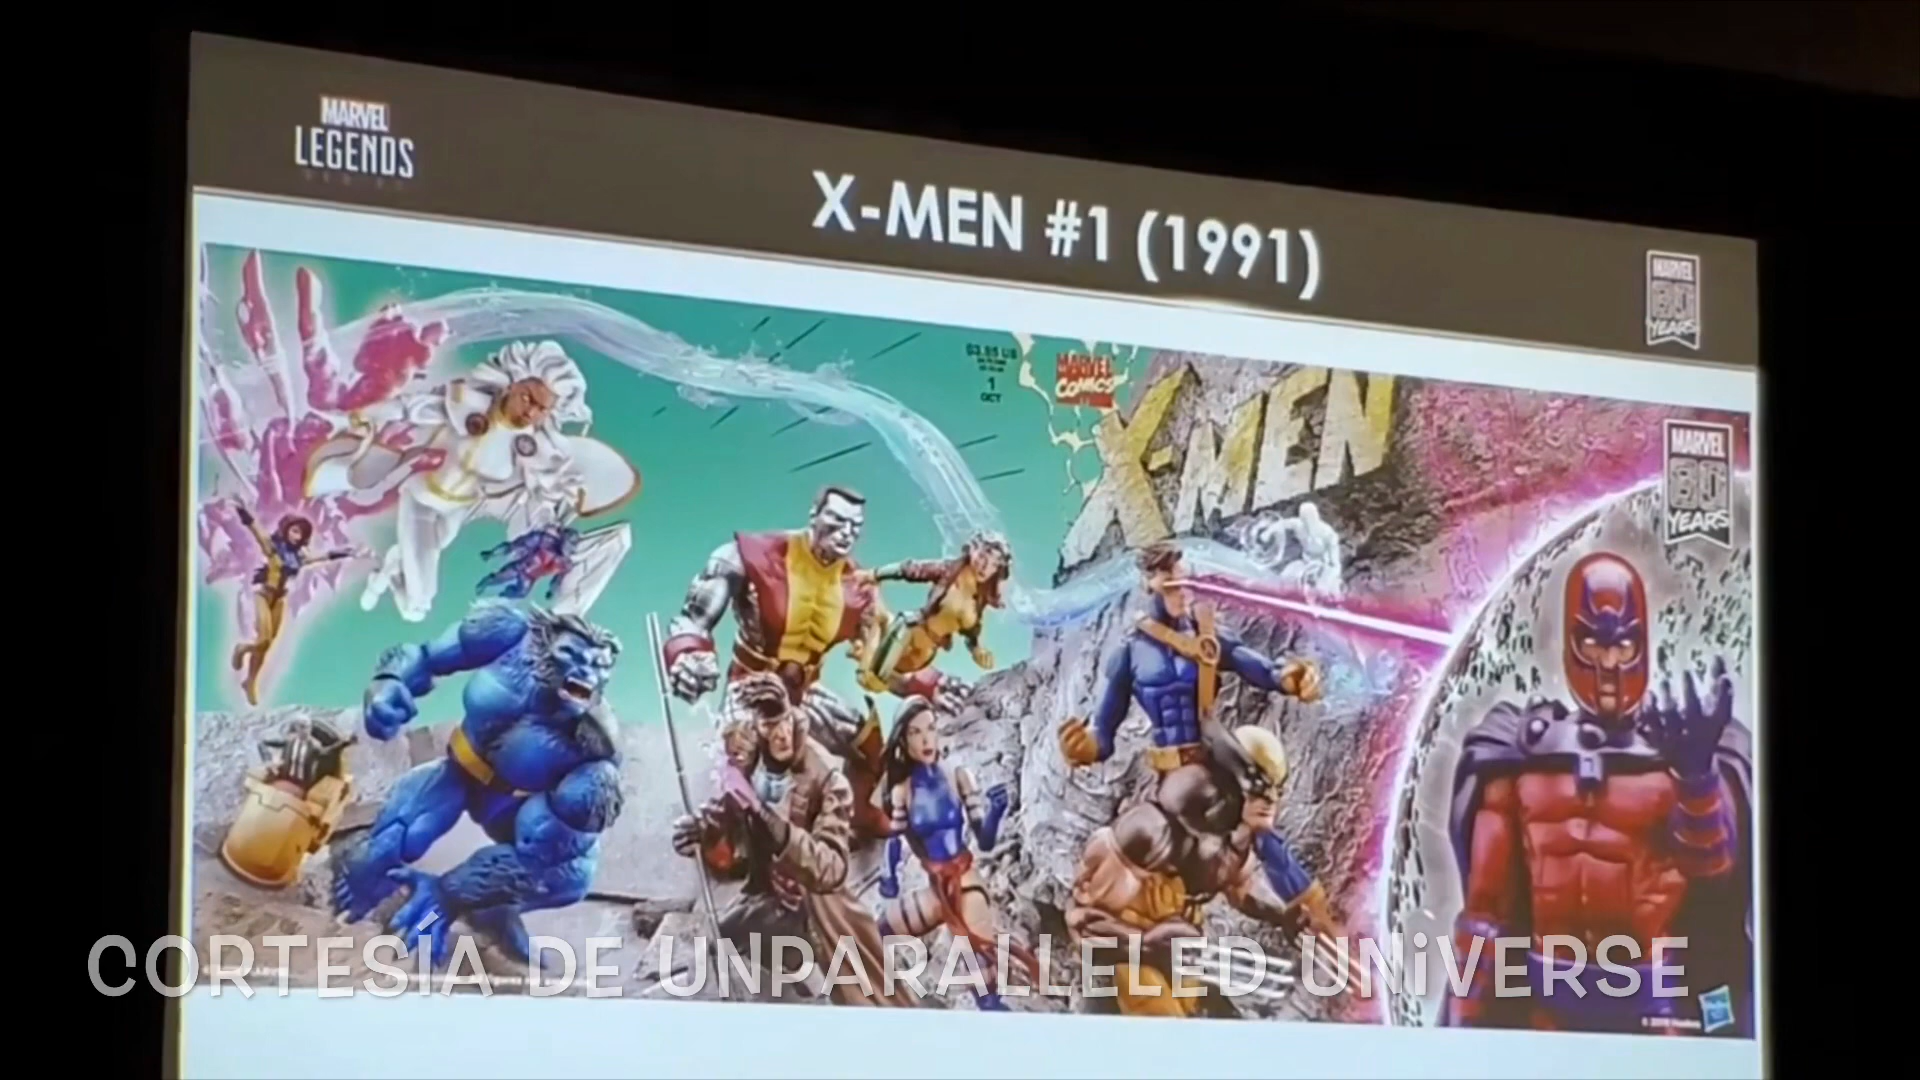 MARVEL
LEGENDS
X-MEN #1 (1991)
MARVEL
80
YEARS
$3.95 US
1
OCT
MARVEL
COMICS
X-MEN
MARVEL
80
YEARS
CORTESÍA DE UNPARALLELED UNiVERSE